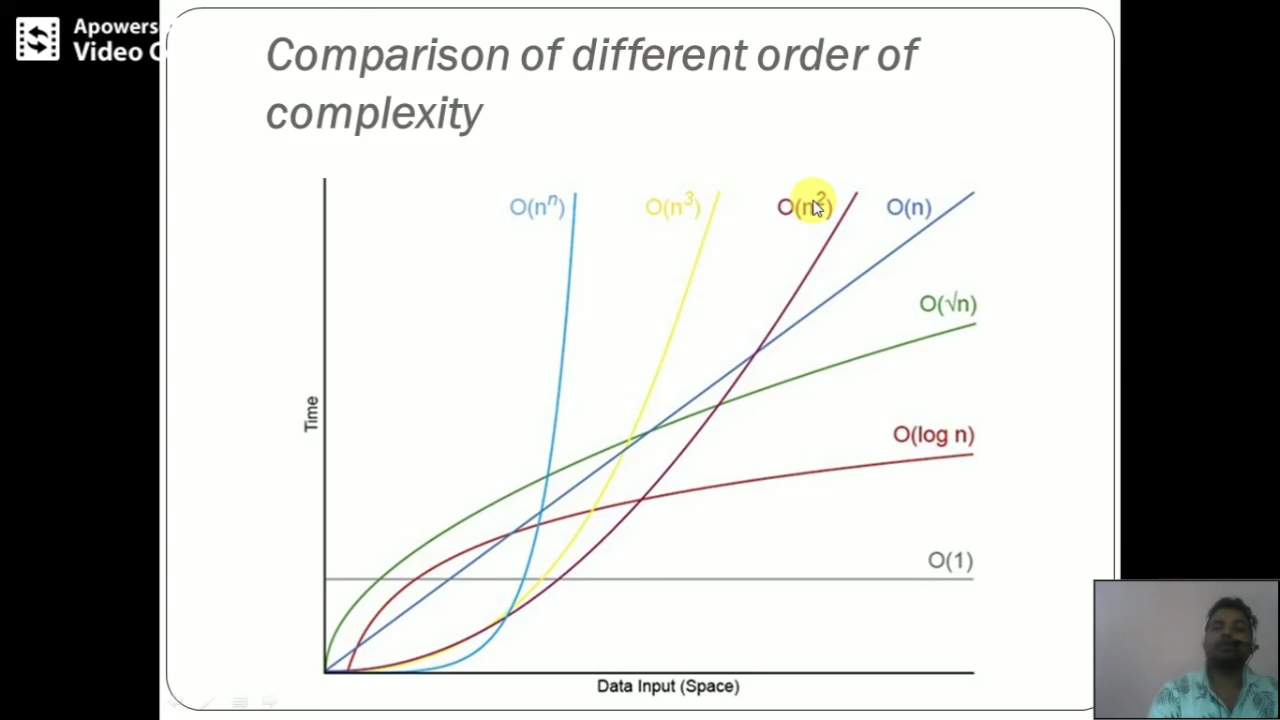 Apowers
Video C
Comparison of different order of
complexity
O(nⁿ)
O(n³)
O(n²)
O(n)
O(√n)
O(log n)
O(1)
Time
Data Input (Space)